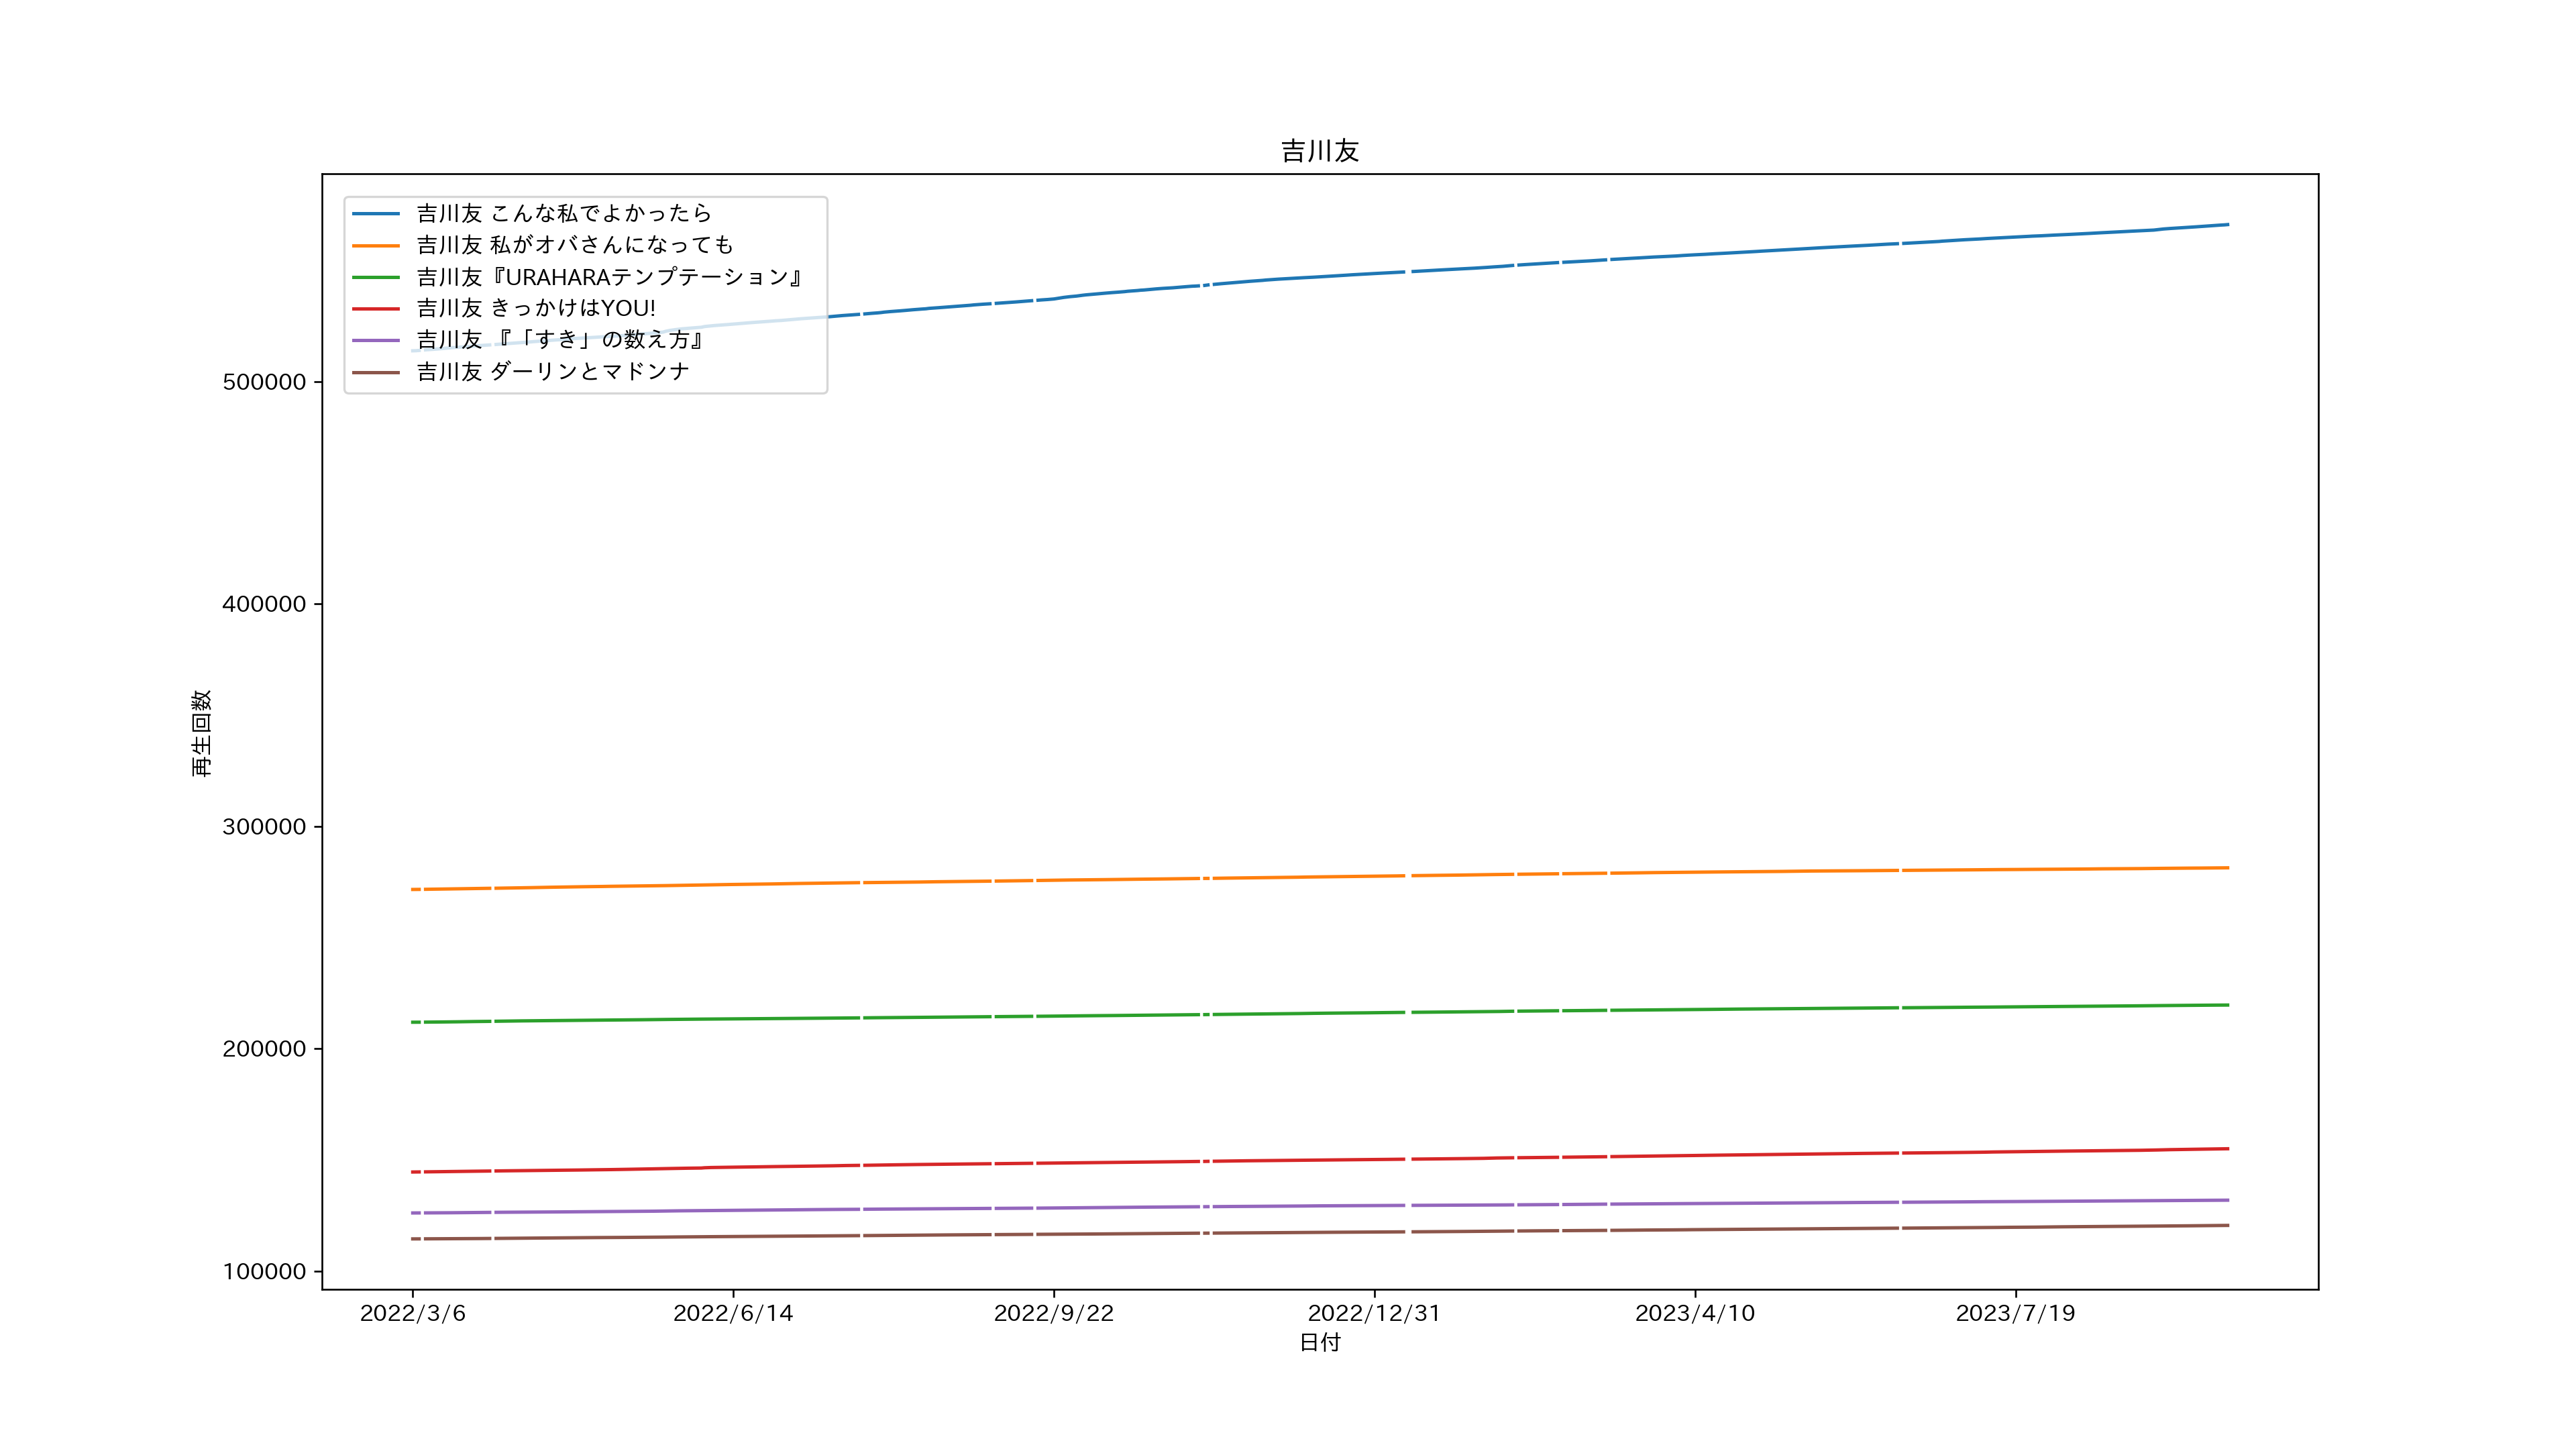 吉川友
吉川友 こんな私でよかったら
吉川友 私がオバさんになっても
吉川友『URAHARAテンプテーション』
吉川友 きっかけはYOU!
吉川友 『「すき」の数え方』
吉川友 ダーリンとマドンナ
500000
400000
300000
200000
100000
再生回数
2022/3/6
2022/6/14
2022/9/22
2022/12/31
2023/4/10
2023/7/19
日付